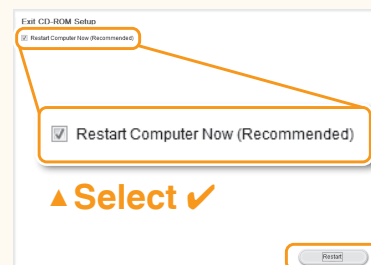 Exit CD-ROM Setup
Restart Computer Now (Recommended)
Restart Computer Now (Recommended)
▲Select ✔
Restart